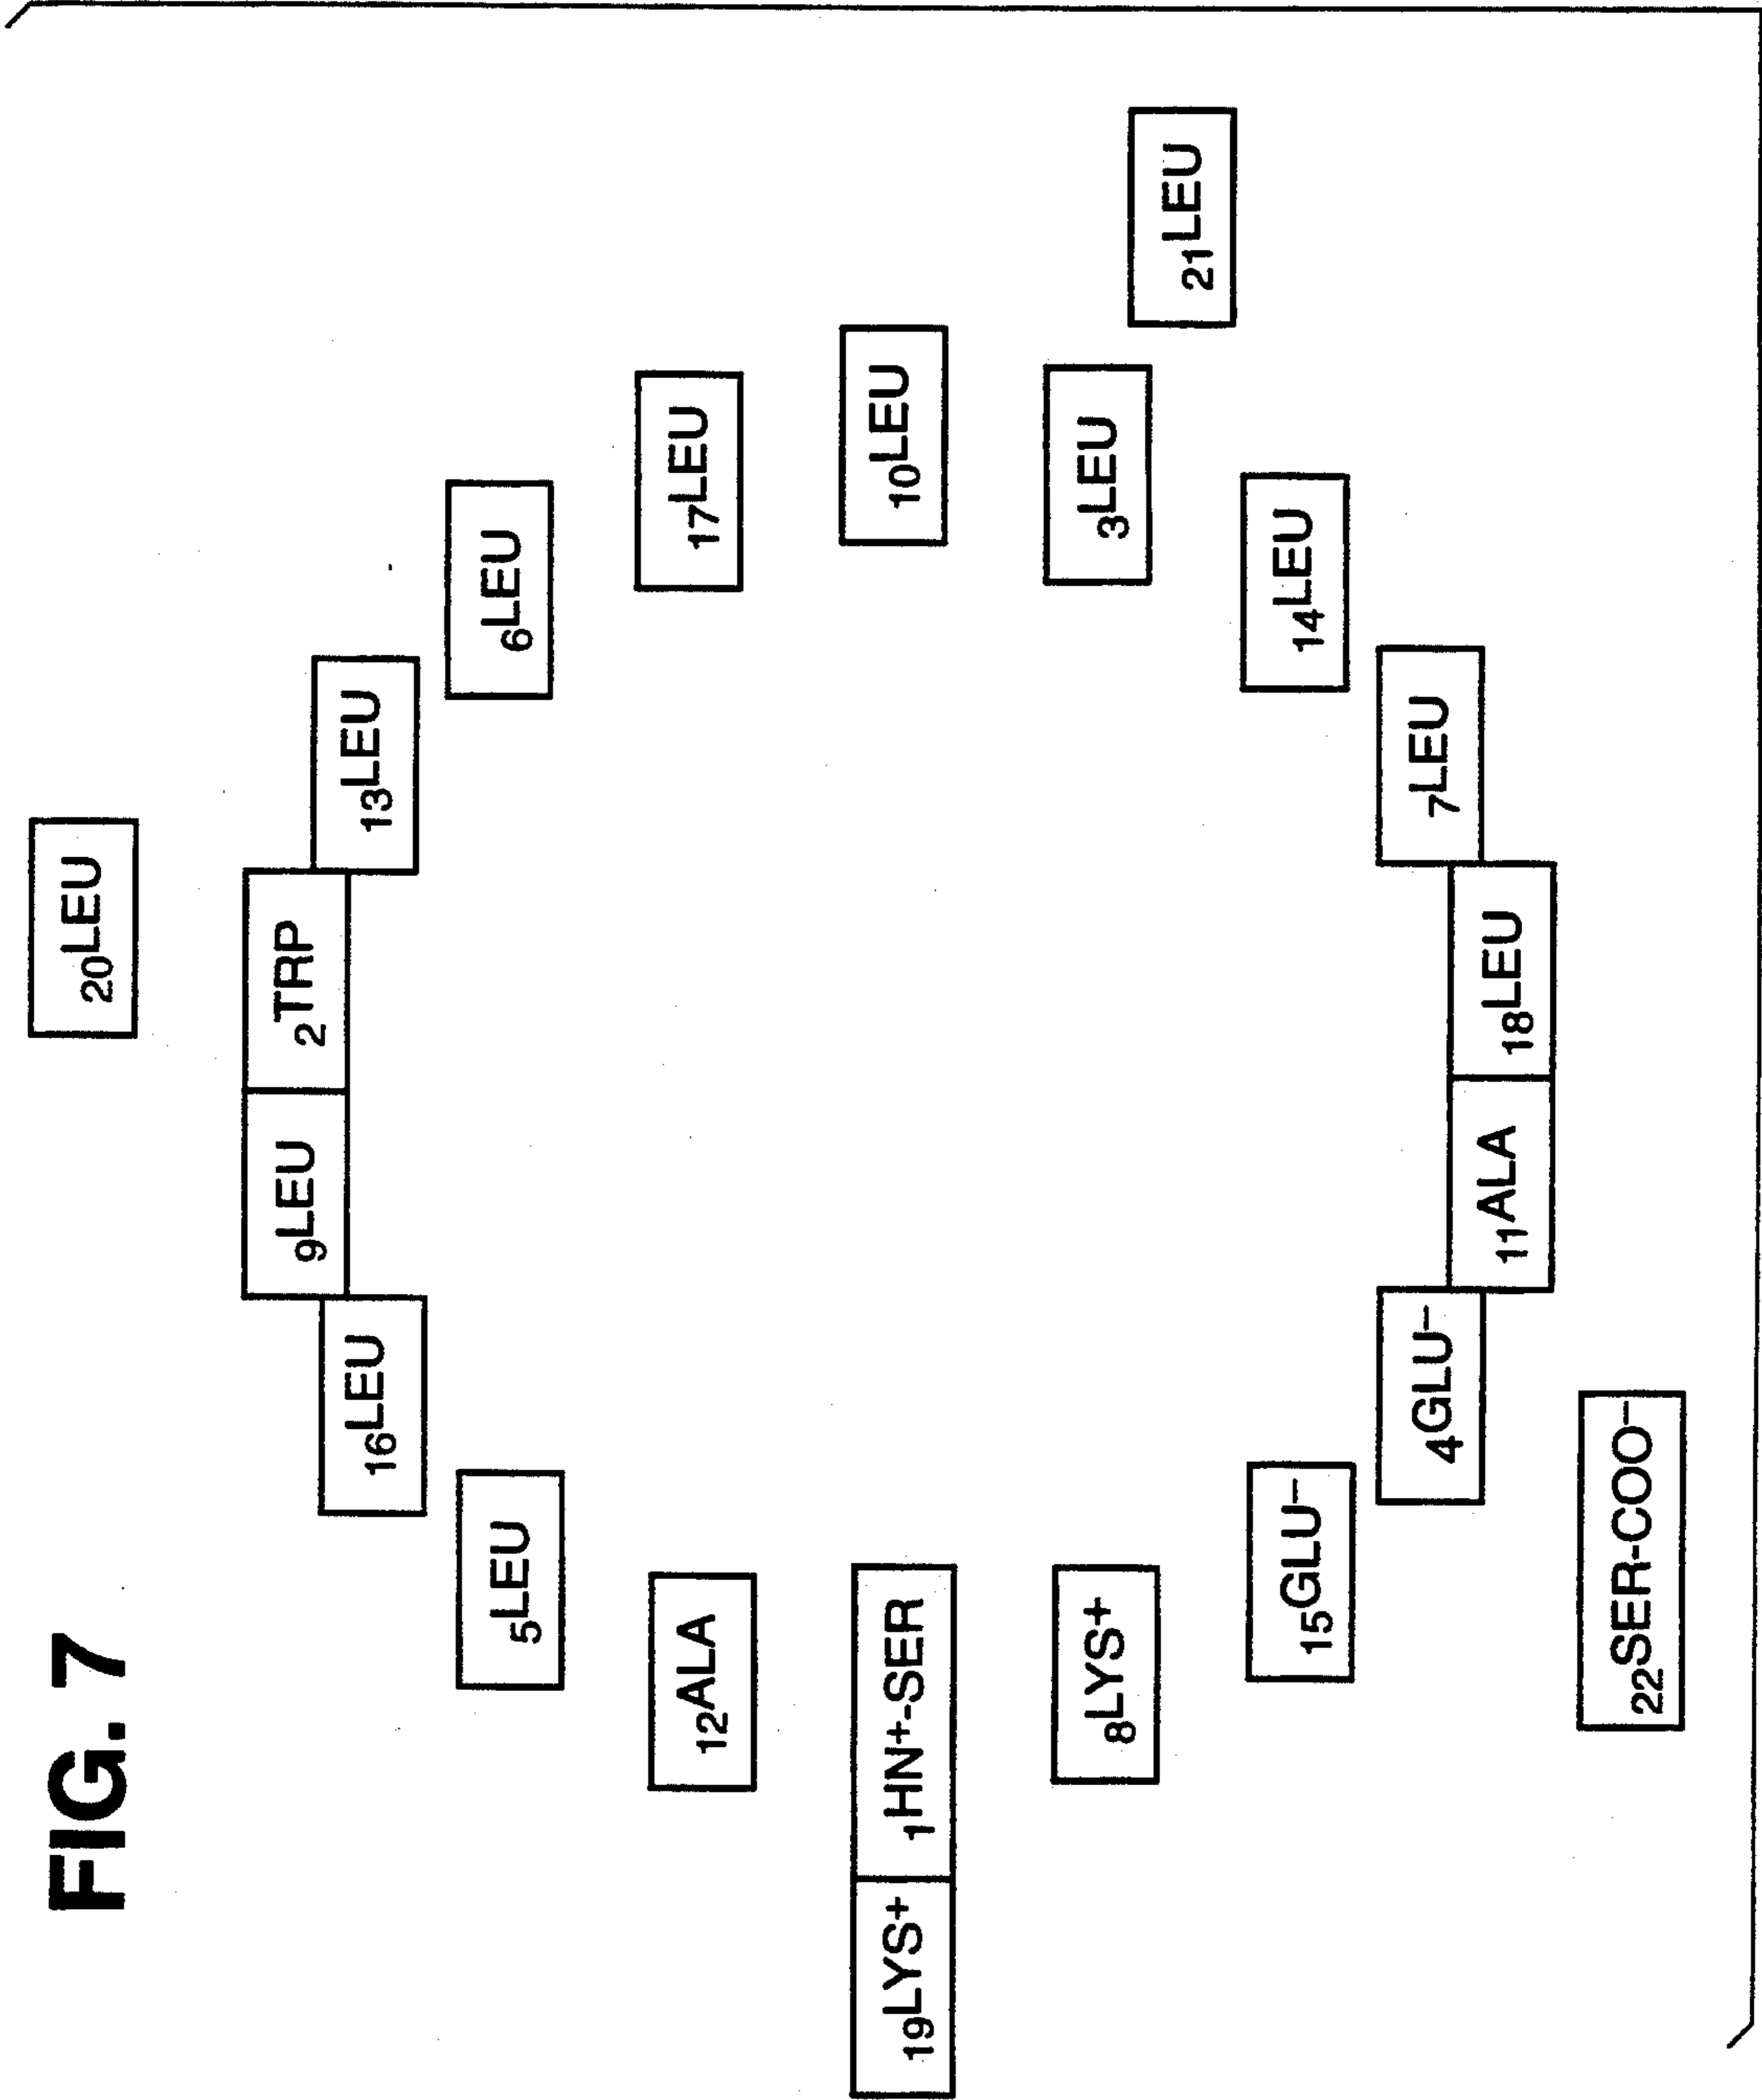 FIG. 7
20LEU
9LEU
2TRP
16LEU
13LEU
5LEU
6LEU
12ALA
17LEU
19LYS+
1HN+-SER
10LEU
8LYS+
3LEU
21LEU
15GLU–
14LEU
4GLU–
7LEU
11ALA
18LEU
22SER-COO–